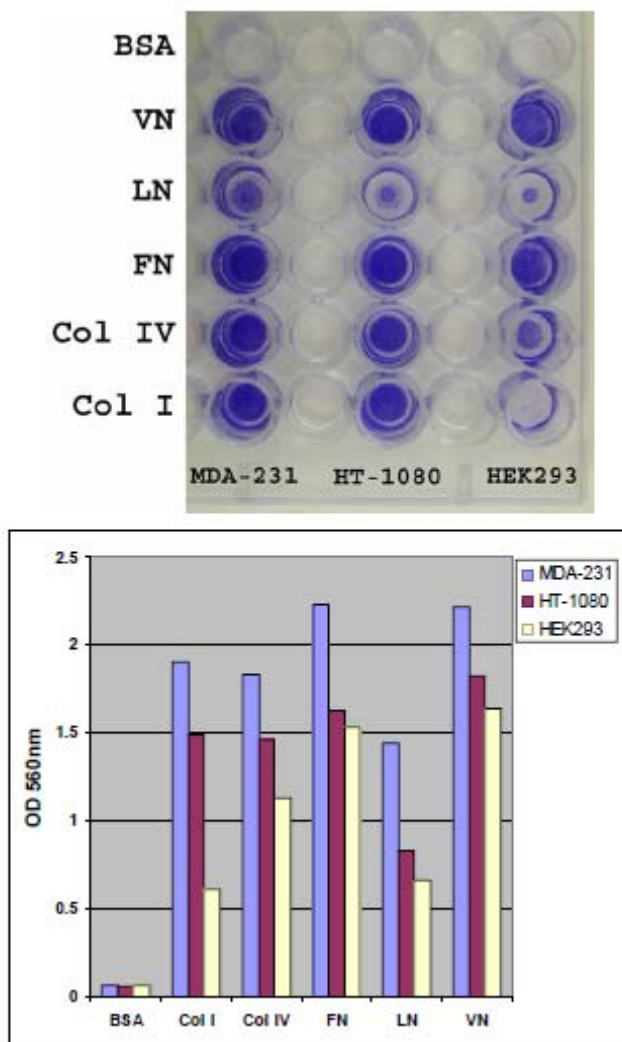 BSA
VN
LN
FN
Col IV
Col I
MDA-231 HT-1080 HEK293
2.5
2
1.5
1
0.5
0
OD 560nm
BSA Col I Col IV FN LN VN
MDA-231
HT-1080
HEK293